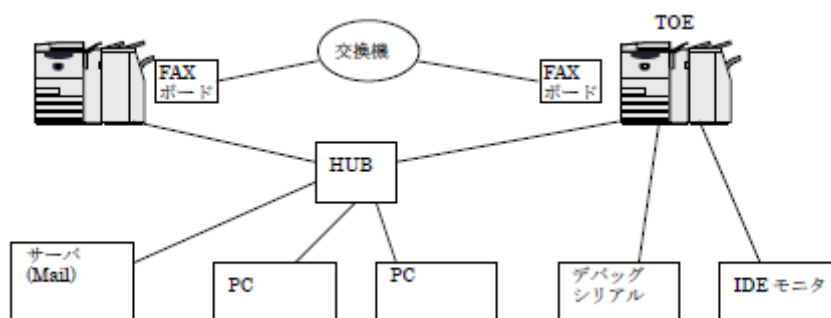 TOE
交換機
FAX
ボード
FAX
ボード
HUB
サーバ
(Mail)
PC
PC
デバッグ
シリアル
IDE モニタ